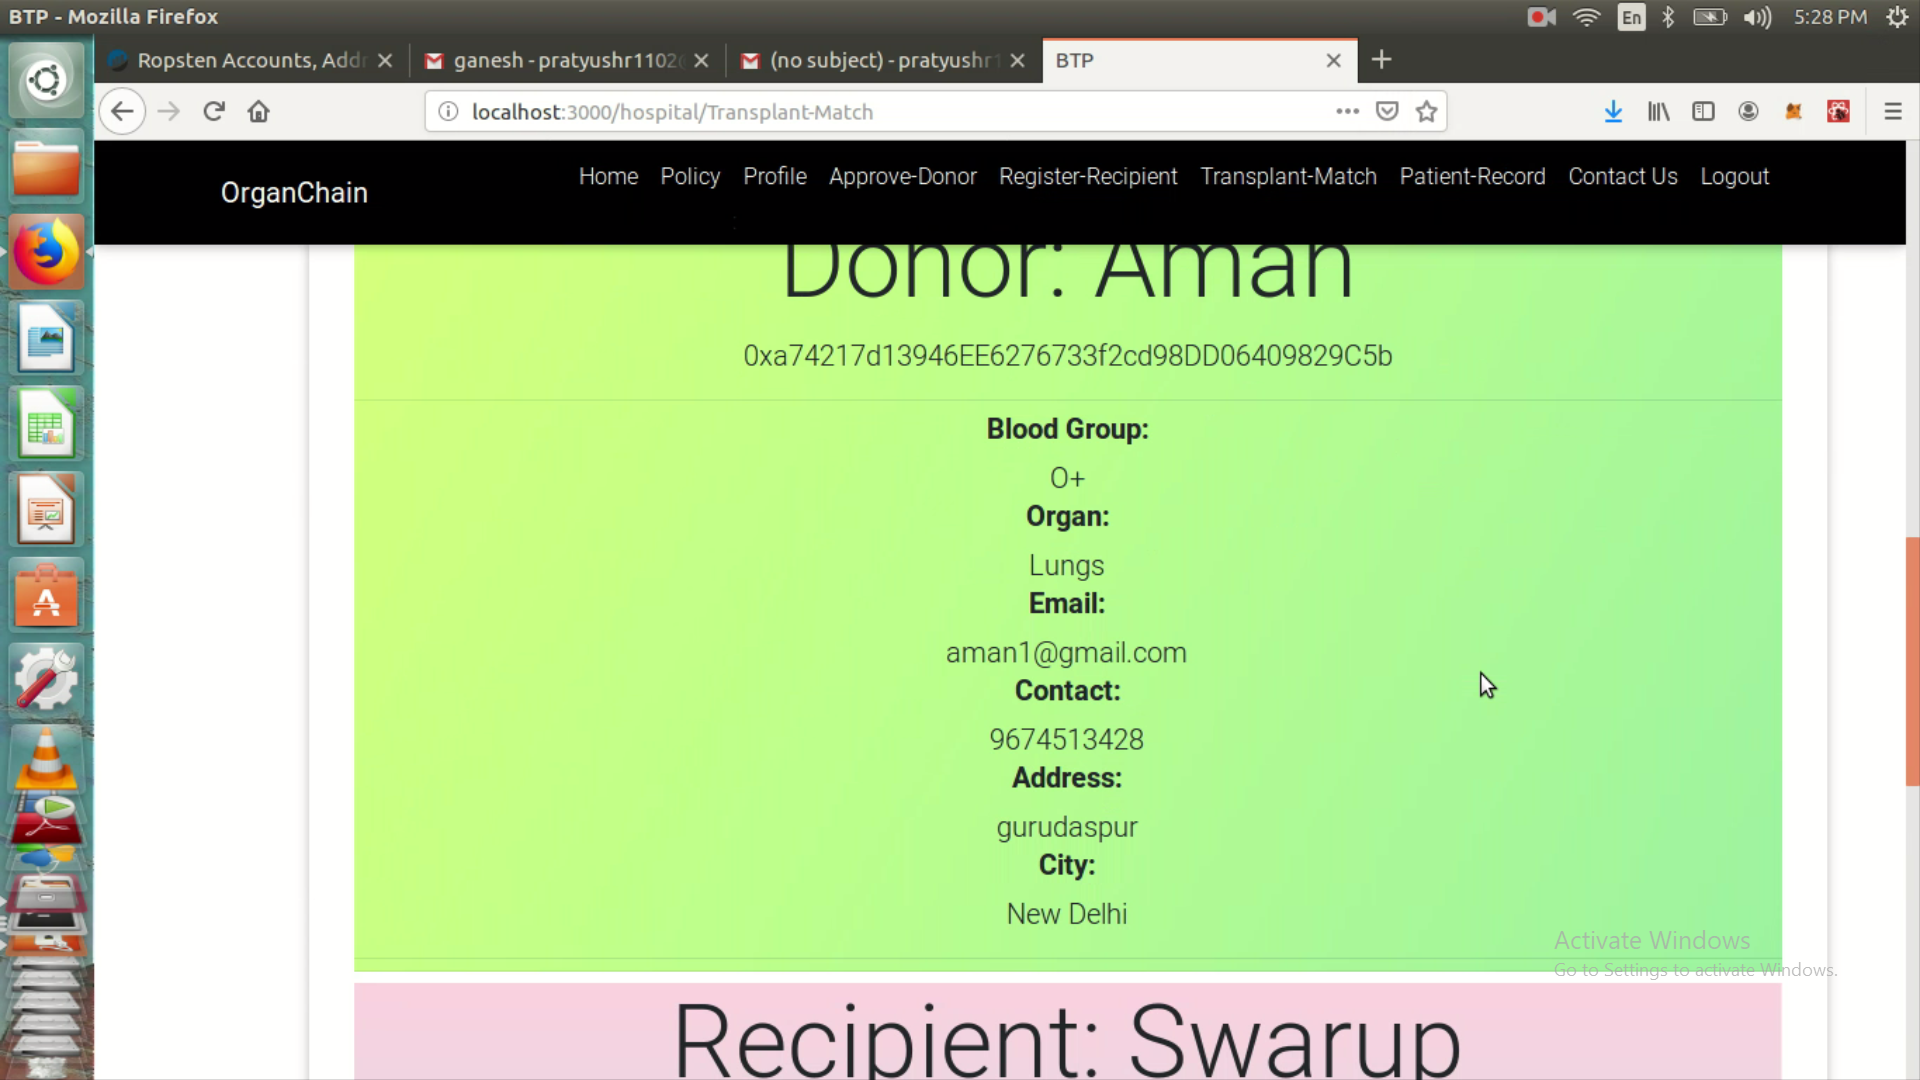 BTP - Mozilla Firefox
En
5:28 PM
Ropsten Accounts, Addr
ganesh - pratyushr1102
(no subject) - pratyushr1
BTP
localhost:3000/hospital/Transplant-Match
OrganChain
Home
Policy
Profile
Approve-Donor
Register-Recipient
Transplant-Match
Patient-Record
Contact Us
Logout
Donor: Aman
0xa74217d13946EE6276733f2cd98DD06409829C5b
Blood Group:
O+
Organ:
Lungs
Email:
aman1@gmail.com
Contact:
9674513428
Address:
gurudaspur
City:
New Delhi
Activate Windows
Go to Settings to activate Windows.
Recipient: Swarup